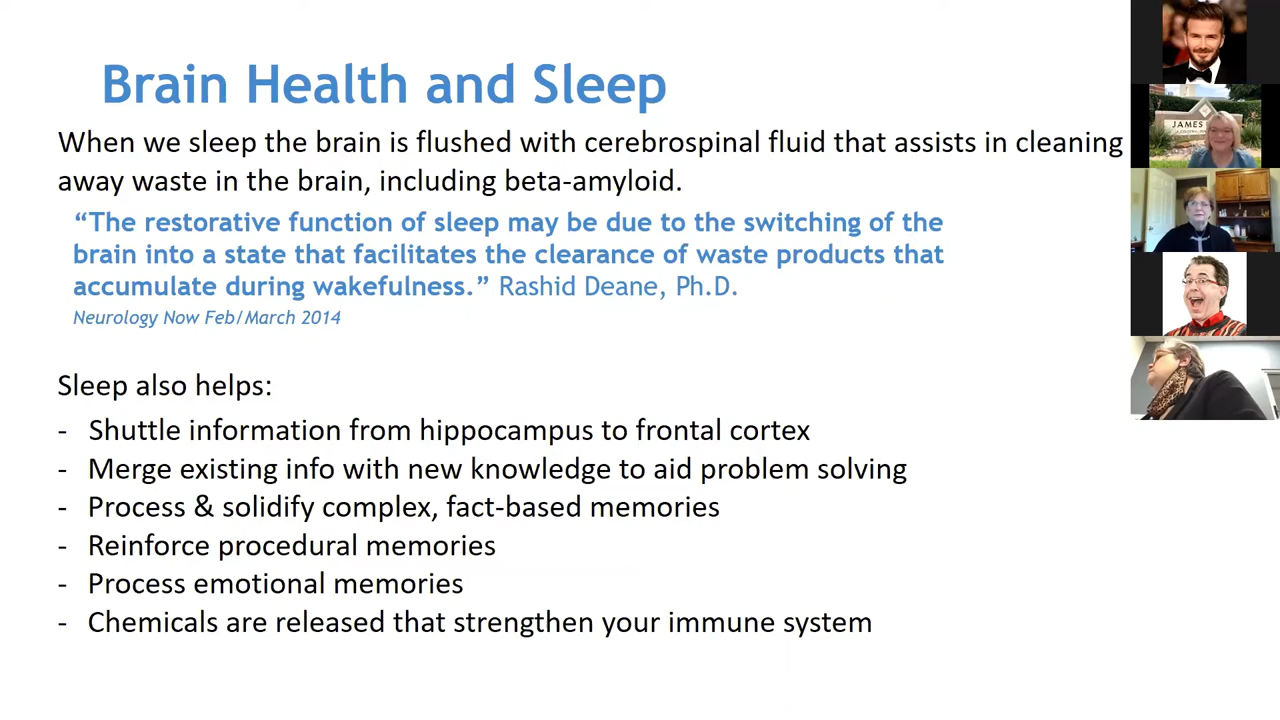 Brain Health and Sleep
When we sleep the brain is flushed with cerebrospinal fluid that assists in cleaning
away waste in the brain, including beta-amyloid.
“The restorative function of sleep may be due to the switching of the
brain into a state that facilitates the clearance of waste products that
accumulate during wakefulness.” Rashid Deane, Ph.D.
Neurology Now Feb/March 2014
Sleep also helps:
- Shuttle information from hippocampus to frontal cortex
- Merge existing info with new knowledge to aid problem solving
- Process & solidify complex, fact-based memories
- Reinforce procedural memories
- Process emotional memories
- Chemicals are released that strengthen your immune system
JAMES